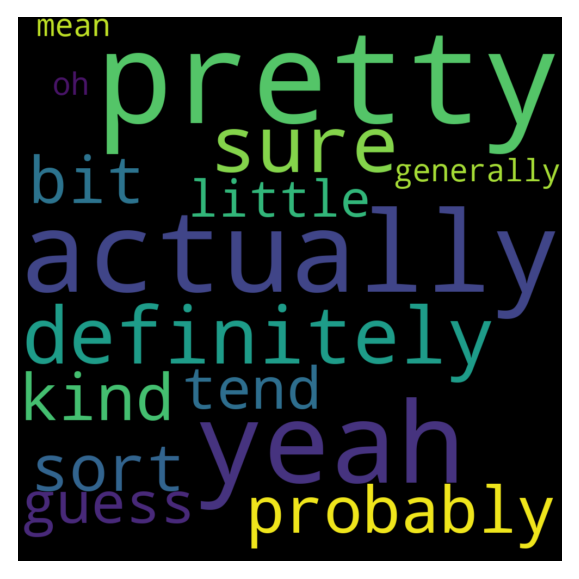 mean
pretty
oh
sure
bit
generally
little
actually
definitely
kind
tend
yeah
sort
guess
probably